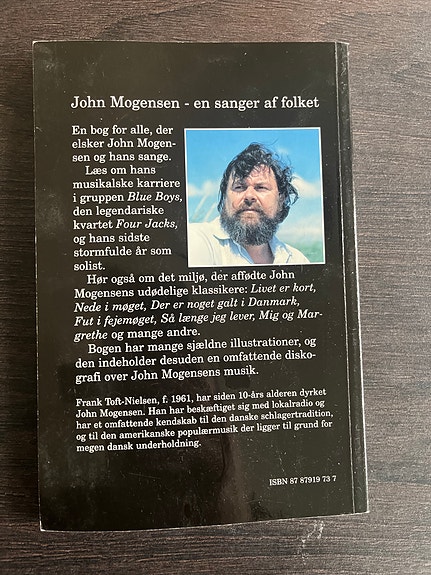 John Mogensen - en sanger af folket
En bog for alle, der
elsker John Mogen-
sen og hans sange.
Læs om hans
musikalske karriere
i gruppen Blue Boys,
den legendariske
kvartet Four Jacks,
og hans sidste
stormfulde år som
solist.
Hør også om det miljø, der affødte John
Mogensens udødelige klassikere: Livet er kort,
Nede i møget, Der er noget galt i Danmark,
Fut i fejemøget, Så længe jeg lever, Mig og Mar-
grethe og mange andre.
Bogen har mange sjældne illustrationer, og
den indeholder desuden en omfattende disko-
grafi over John Mogensens musik.
Frank Toft-Nielsen, f. 1961, har siden 10-års alderen dyrket
John Mogensen. Han har beskæftiget sig med lokalradio og
har et omfattende kendskab til den danske schlagertradition,
og til den amerikanske populærmusik der ligger til grund for
megen dansk underholdning.
ISBN 87 87919 73 7